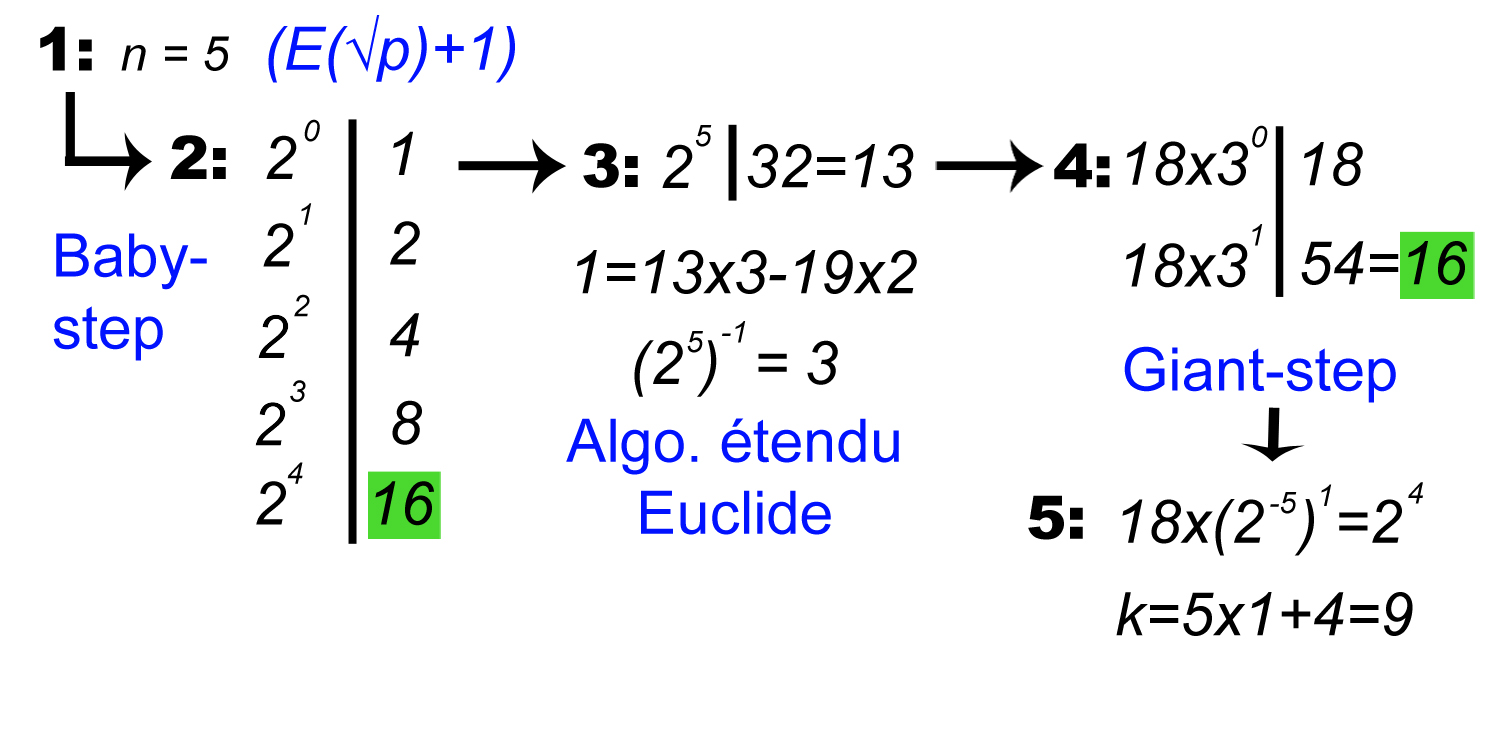 1: n = 5 (E(√p)+1)
2: 2⁰ | 1
2¹ | 2
2² | 4
2³ | 8
2⁴ | 16
Baby-
step
3: 2⁵ | 32=13
1=13x3-19x2
(2⁵)⁻¹ = 3
Algo. étendu
Euclide
4: 18x3⁰ | 18
18x3¹ | 54=16
Giant-step
5: 18x(2⁻⁵)¹=2⁴
k=5x1+4=9